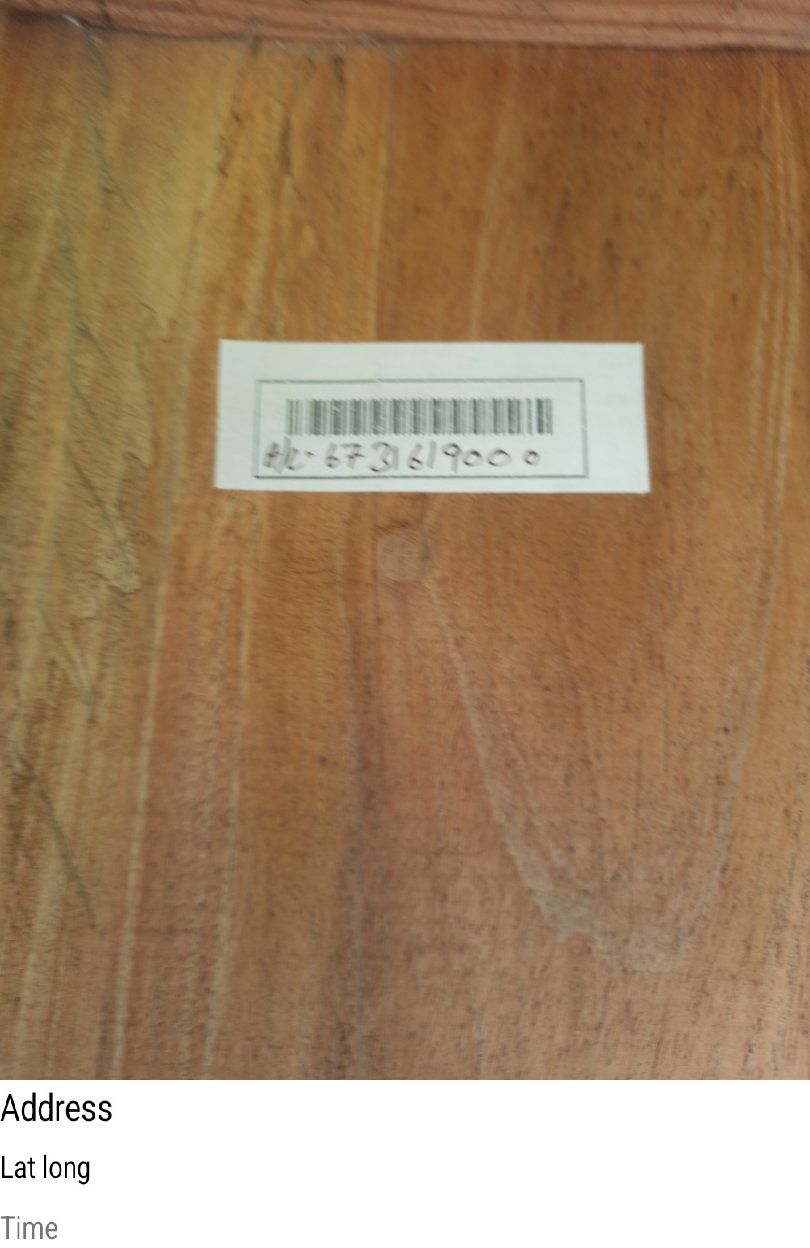 A/C- 6731619000
Address
Lat long
Time